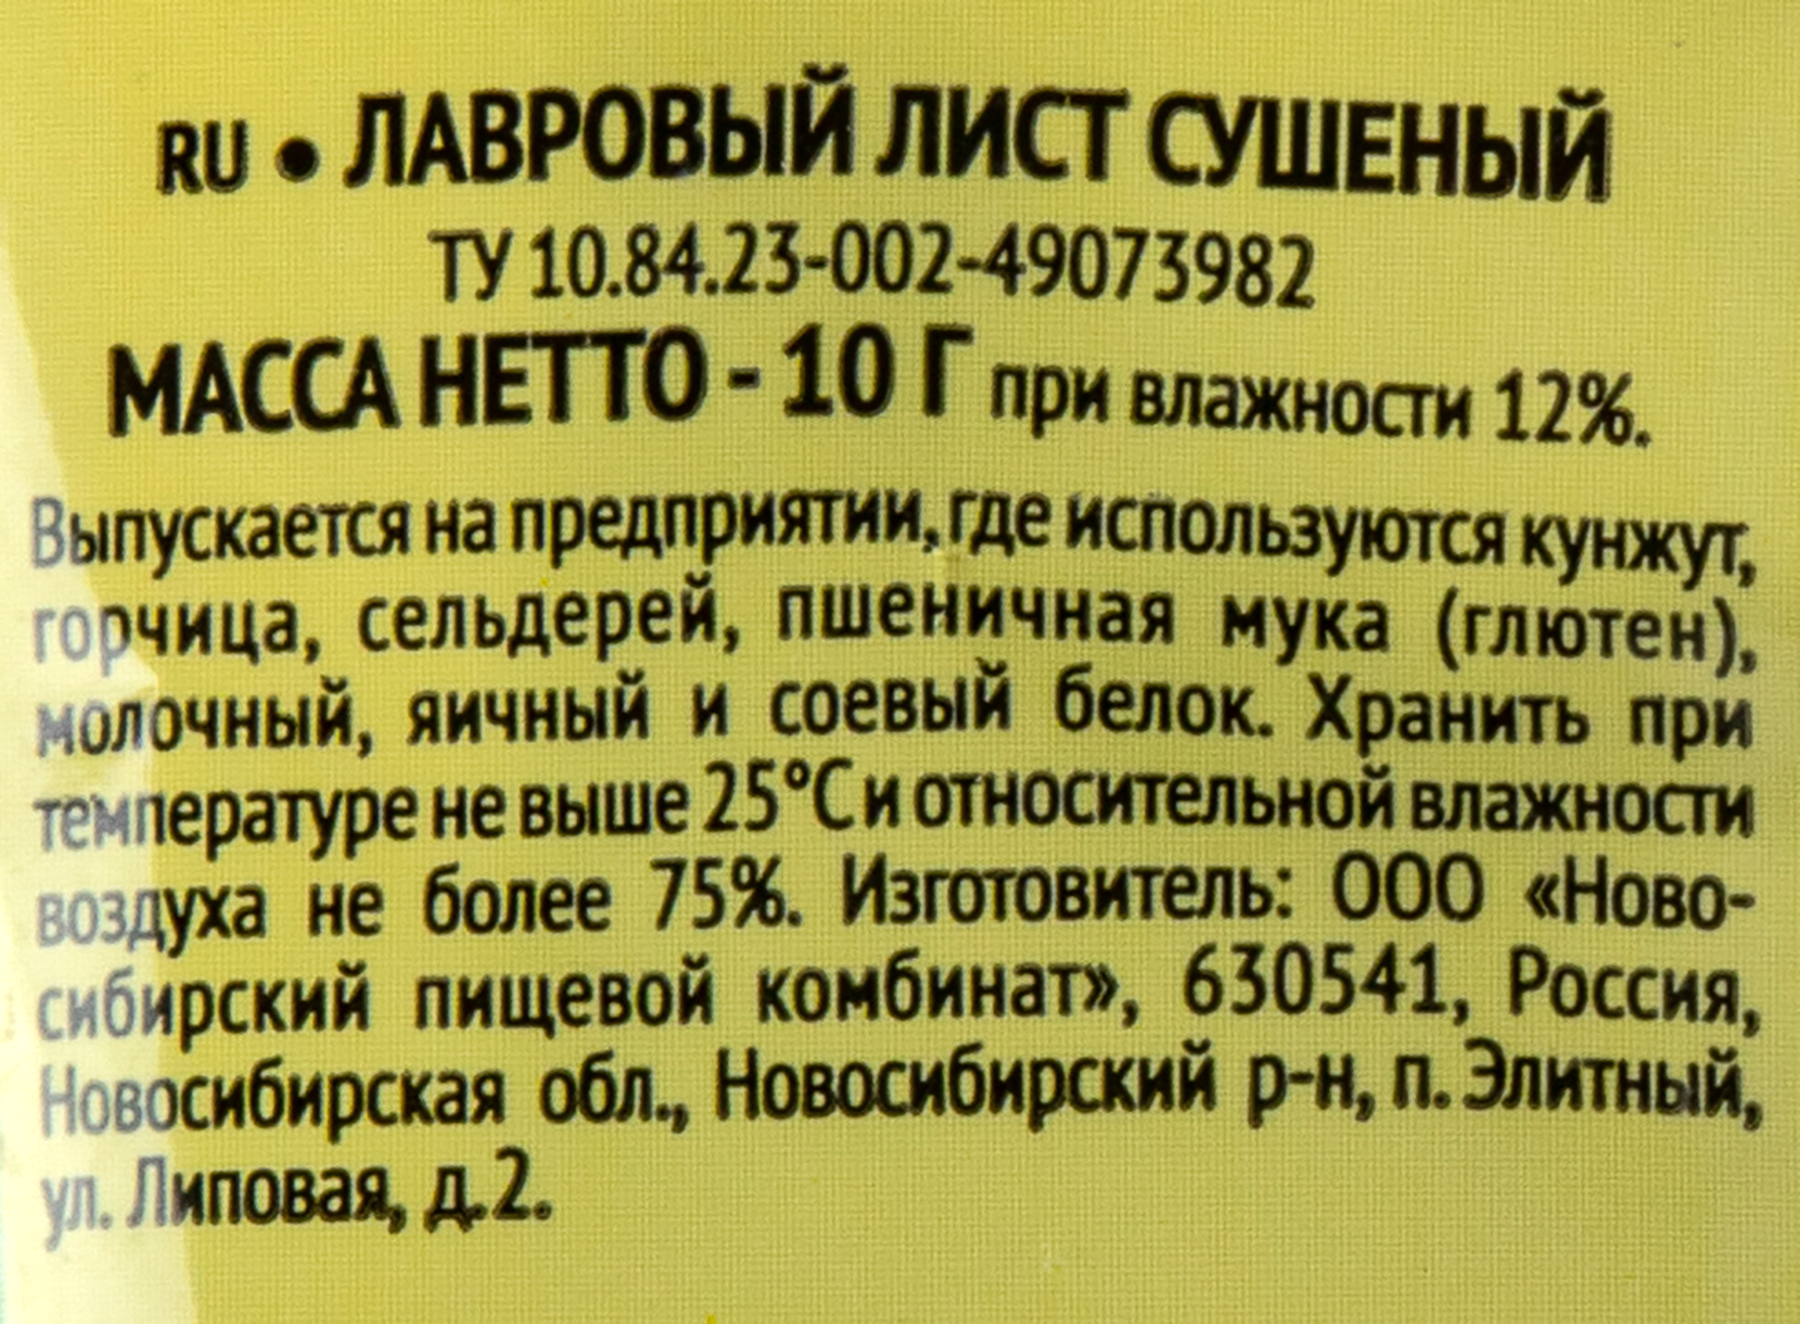 RU • ЛАВРОВЫЙ ЛИСТ СУШЕНЫЙ
ТУ 10.84.23-002-49073982
МАССА НЕТТО - 10 Г при влажности 12%.
Выпускается на предприятии, где используются кунжут,
горчица, сельдерей, пшеничная мука (глютен),
молочный, яичный и соевый белок. Хранить при
температуре не выше 25°С и относительной влажности
воздуха не более 75%. Изготовитель: ООО «Ново-
сибирский пищевой комбинат», 630541, Россия,
Новосибирская обл., Новосибирский р-н, п. Элитный,
ул. Липовая, д.2.